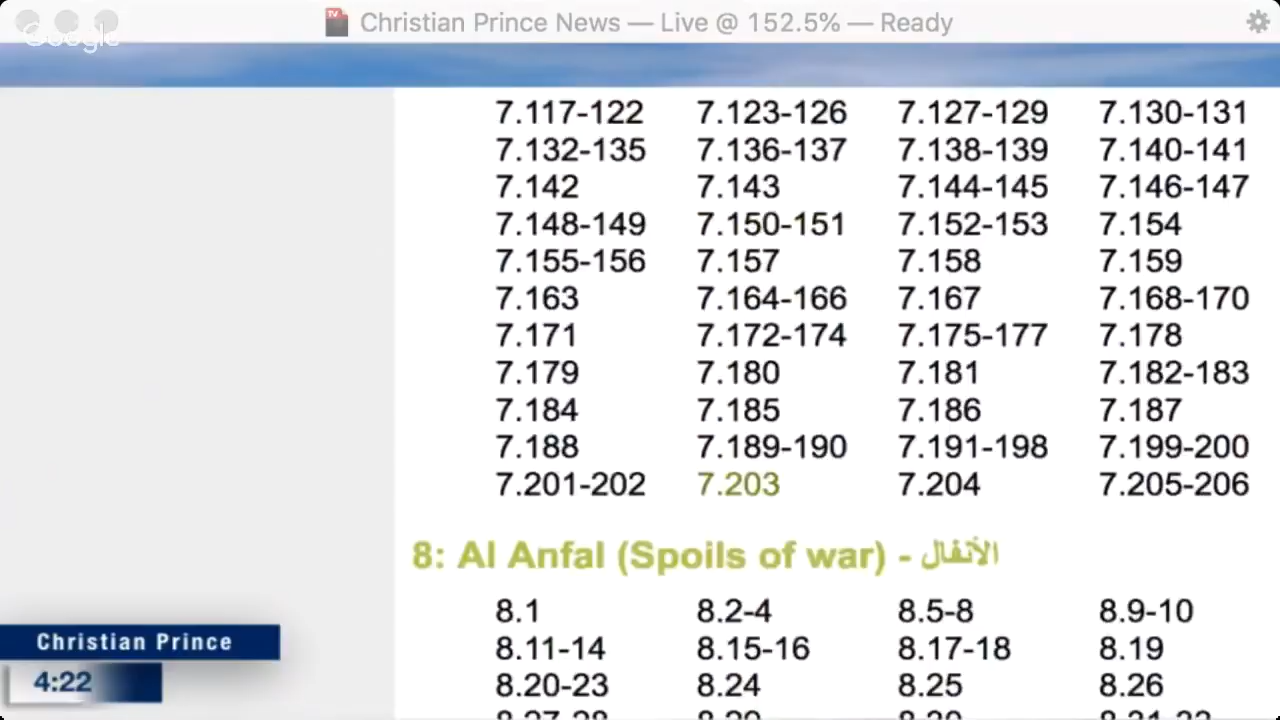 Christian Prince News — Live @ 152.5% — Ready
Google
7.117-122 7.123-126 7.127-129 7.130-131
7.132-135 7.136-137 7.138-139 7.140-141
7.142 7.143 7.144-145 7.146-147
7.148-149 7.150-151 7.152-153 7.154
7.155-156 7.157 7.158 7.159
7.163 7.164-166 7.167 7.168-170
7.171 7.172-174 7.175-177 7.178
7.179 7.180 7.181 7.182-183
7.184 7.185 7.186 7.187
7.188 7.189-190 7.191-198 7.199-200
7.201-202 7.203 7.204 7.205-206
8: Al Anfal (Spoils of war) - الأنفال
8.1 8.2-4 8.5-8 8.9-10
8.11-14 8.15-16 8.17-18 8.19
8.20-23 8.24 8.25 8.26
Christian Prince
4:22